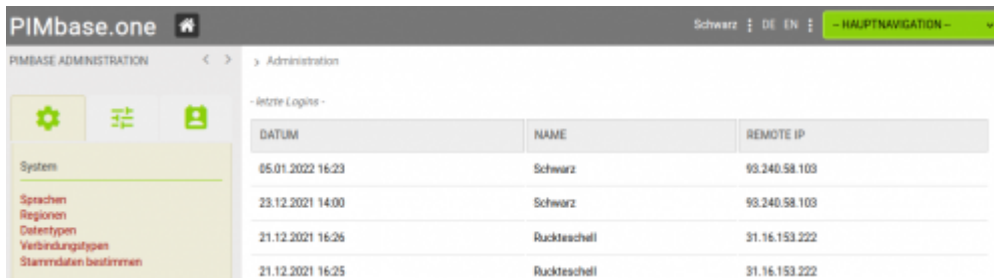 PIMbase.one
Schwarz DE EN -- HAUPTNAVIGATION --
PIMBASE ADMINISTRATION < >
> Administration
- letzte Logins -
DATUM NAME REMOTE IP
System
05.01.2022 16:23 Schwarz 93.240.58.103
Sprachen
23.12.2021 14:00 Schwarz 93.240.58.103
Regionen
Datentypen
21.12.2021 16:26 Ruckteschell 31.16.153.222
Verbindungstypen
Stammdaten bestimmen
21.12.2021 16:25 Ruckteschell 31.16.153.222